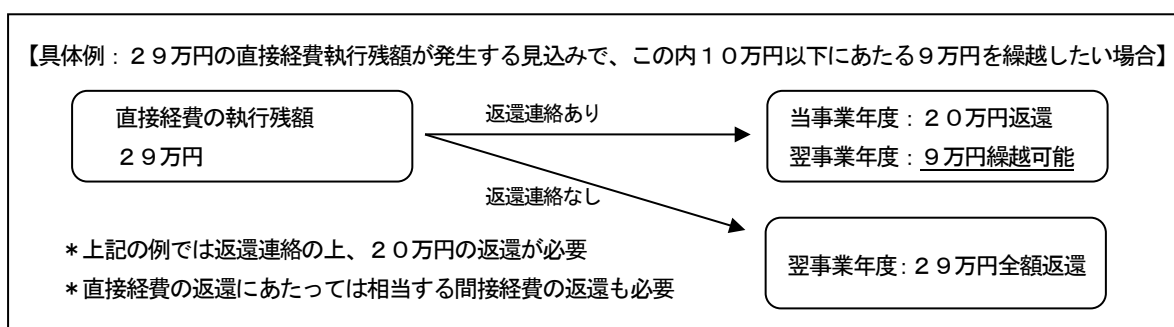 【具体例：２９万円の直接経費執行残額が発生する見込みで、この内１０万円以下にあたる９万円を繰越したい場合】
直接経費の執行残額
２９万円
返還連絡あり
当事業年度：２０万円返還
翌事業年度：９万円繰越可能
返還連絡なし
翌事業年度：２９万円全額返還
＊上記の例では返還連絡の上、２０万円の返還が必要
＊直接経費の返還にあたっては相当する間接経費の返還も必要